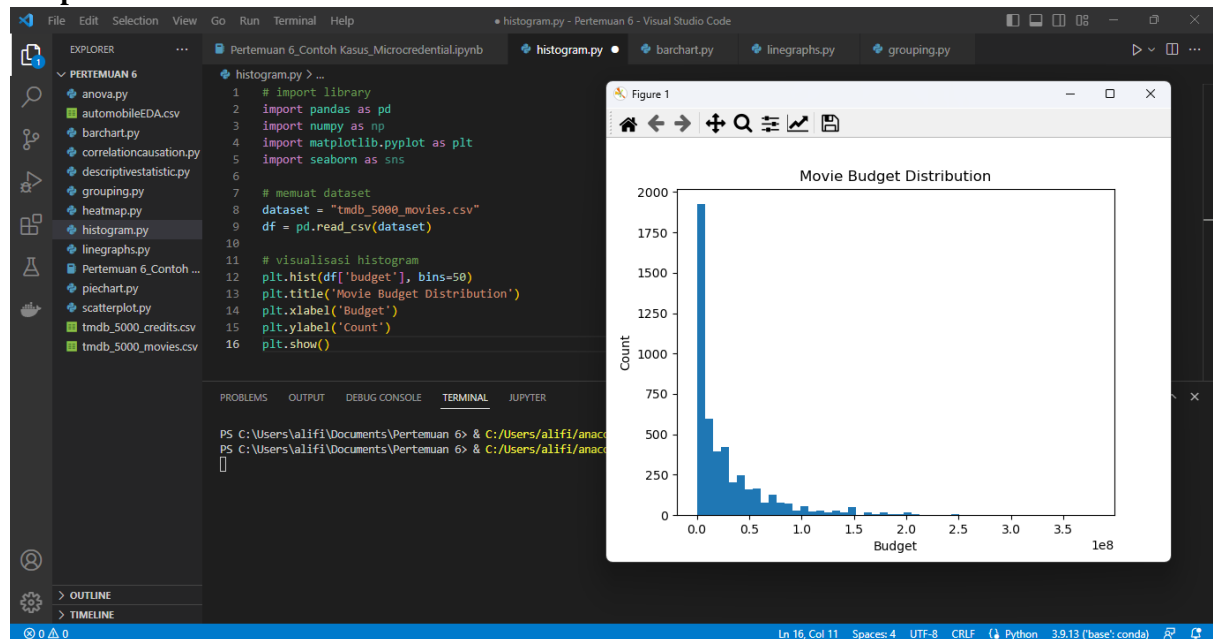 File Edit Selection View Go Run Terminal Help
● histogram.py - Pertemuan 6 - Visual Studio Code
EXPLORER ···
Pertemuan 6_Contoh Kasus_Microcredential.ipynb
histogram.py ●
barchart.py
linegraphs.py
grouping.py
PERTEMUAN 6
anova.py
automobileEDA.csv
barchart.py
correlationcausation.py
descriptivestatistic.py
grouping.py
heatmap.py
histogram.py
linegraphs.py
Pertemuan 6_Contoh ...
piechart.py
scatterplot.py
tmdb_5000_credits.csv
tmdb_5000_movies.csv
OUTLINE
TIMELINE
1
histogram.py > ...
1 # import library
2 import pandas as pd
3 import numpy as np
4 import matplotlib.pyplot as plt
5 import seaborn as sns
6
7 # memuat dataset
8 dataset = "tmdb_5000_movies.csv"
9 df = pd.read_csv(dataset)
10
11 # visualisasi histogram
12 plt.hist(df['budget'], bins=50)
13 plt.title('Movie Budget Distribution')
14 plt.xlabel('Budget')
15 plt.ylabel('Count')
16 plt.show()
PROBLEMS OUTPUT DEBUG CONSOLE TERMINAL JUPYTER
PS C:\Users\alifi\Documents\Pertemuan 6> & C:/Users/alifi/anaco
PS C:\Users\alifi\Documents\Pertemuan 6> & C:/Users/alifi/anaco
Figure 1
Movie Budget Distribution
2000
1750
1500
1250
1000
750
500
250
0
Count
0.0 0.5 1.0 1.5 2.0 2.5 3.0 3.5
1e8
Budget
0 0
Ln 16, Col 11 Spaces: 4 UTF-8 CRLF Python 3.9.13 ('base': conda)